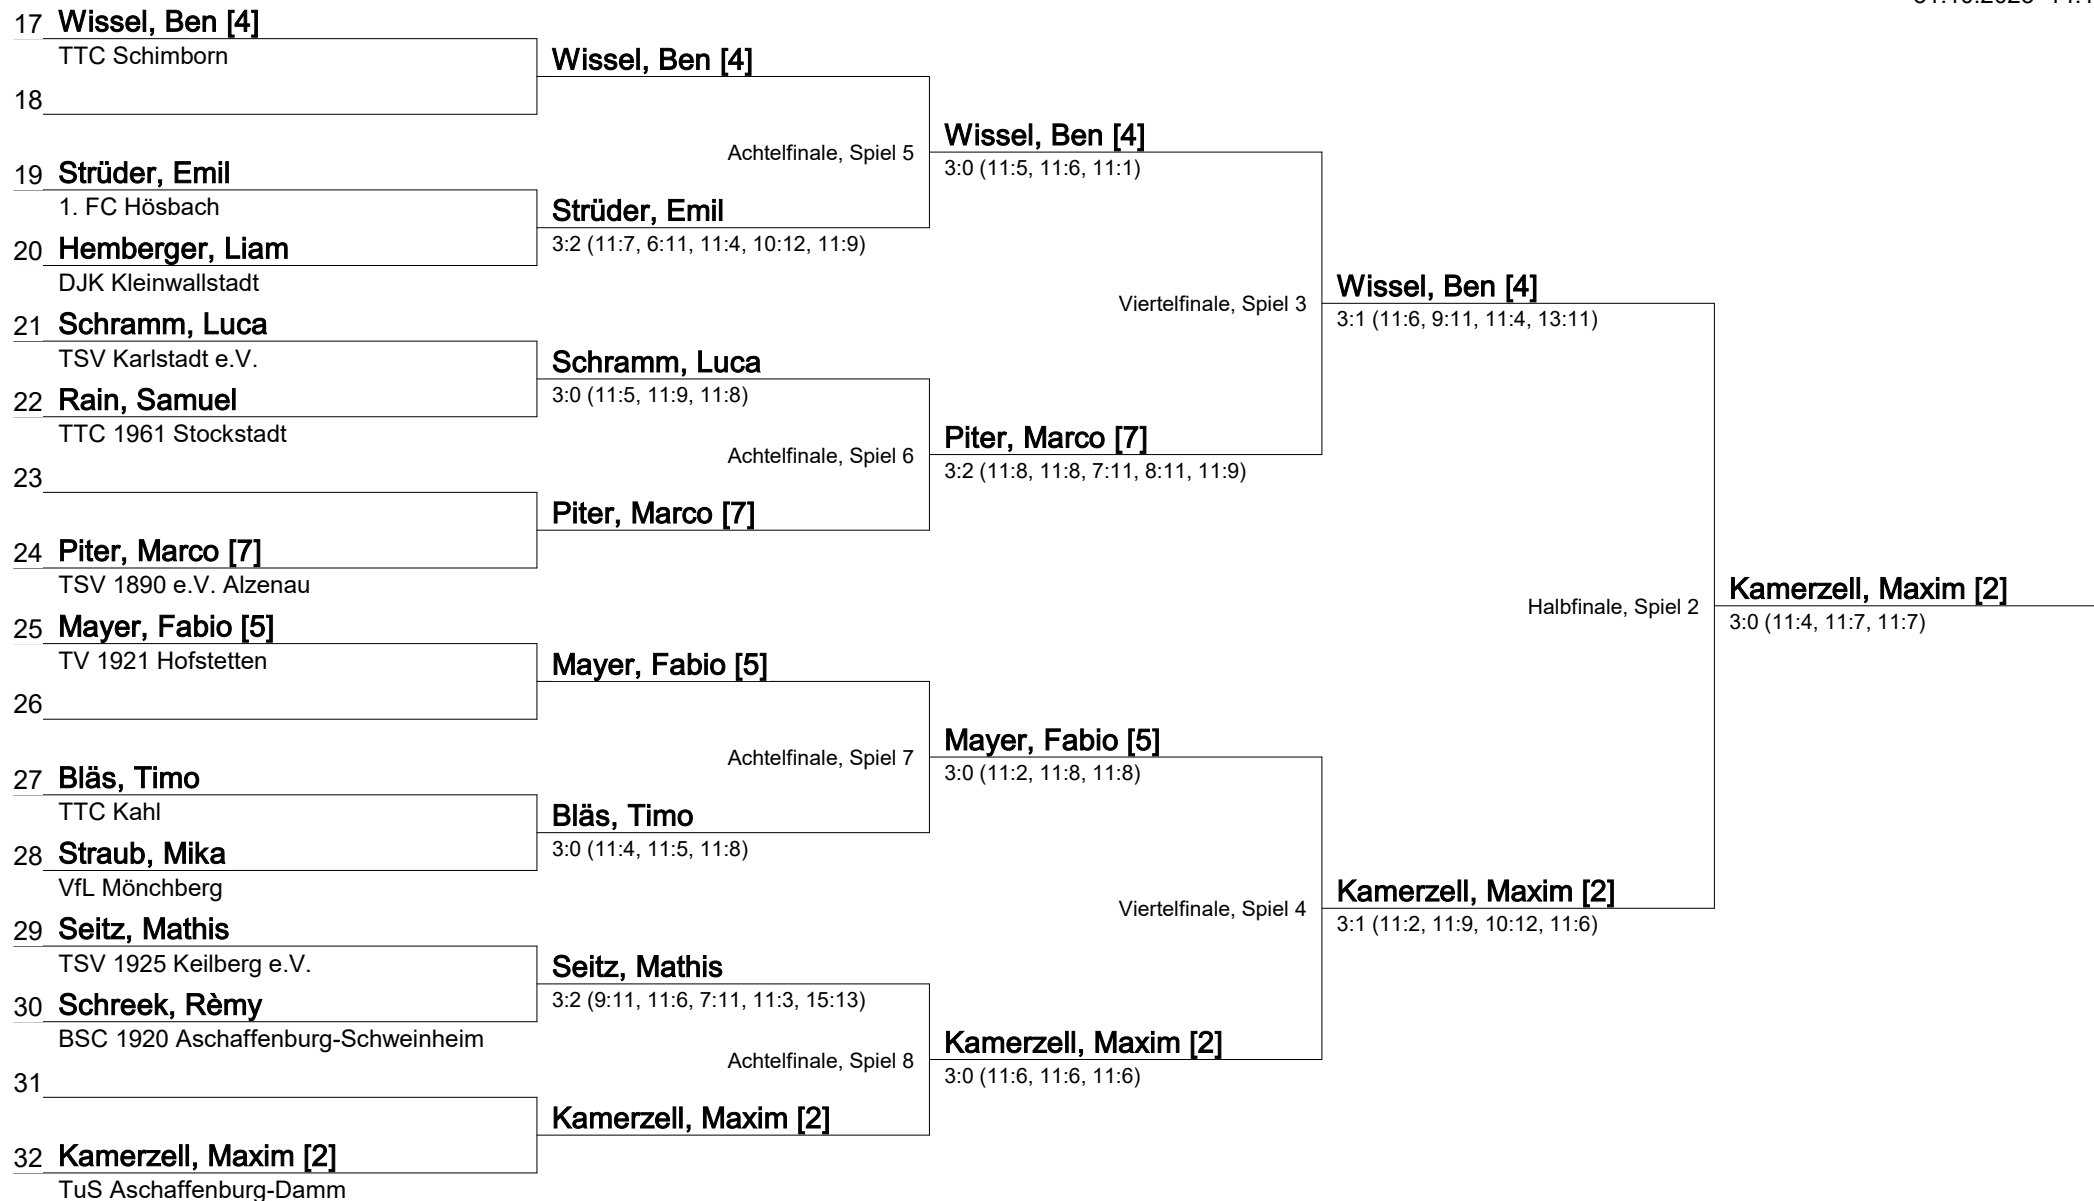 17 Wissel, Ben [4]
TTC Schimborn
18
19 Strüder, Emil
1. FC Hösbach
20 Hemberger, Liam
DJK Kleinwallstadt
21 Schramm, Luca
TSV Karlstadt e.V.
22 Rain, Samuel
TTC 1961 Stockstadt
23
24 Piter, Marco [7]
TSV 1890 e.V. Alzenau
25 Mayer, Fabio [5]
TV 1921 Hofstetten
26
27 Bläs, Timo
TTC Kahl
28 Straub, Mika
VfL Mönchberg
29 Seitz, Mathis
TSV 1925 Keilberg e.V.
30 Schreek, Rèmy
BSC 1920 Aschaffenburg-Schweinheim
31
32 Kamerzell, Maxim [2]
TuS Aschaffenburg-Damm
Wissel, Ben [4]
Achtelfinale, Spiel 5
Strüder, Emil
3:2 (11:7, 6:11, 11:4, 10:12, 11:9)
Schramm, Luca
3:0 (11:5, 11:9, 11:8)
Achtelfinale, Spiel 6
Piter, Marco [7]
Mayer, Fabio [5]
Achtelfinale, Spiel 7
Bläs, Timo
3:0 (11:4, 11:5, 11:8)
Seitz, Mathis
3:2 (9:11, 11:6, 7:11, 11:3, 15:13)
Achtelfinale, Spiel 8
Kamerzell, Maxim [2]
Wissel, Ben [4]
3:0 (11:5, 11:6, 11:1)
Viertelfinale, Spiel 3
Piter, Marco [7]
3:2 (11:8, 11:8, 7:11, 8:11, 11:9)
Mayer, Fabio [5]
3:0 (11:2, 11:8, 11:8)
Viertelfinale, Spiel 4
Kamerzell, Maxim [2]
3:0 (11:6, 11:6, 11:6)
Wissel, Ben [4]
3:1 (11:6, 9:11, 11:4, 13:11)
Halbfinale, Spiel 2
Kamerzell, Maxim [2]
3:1 (11:2, 11:9, 10:12, 11:6)
Kamerzell, Maxim [2]
3:0 (11:4, 11:7, 11:7)